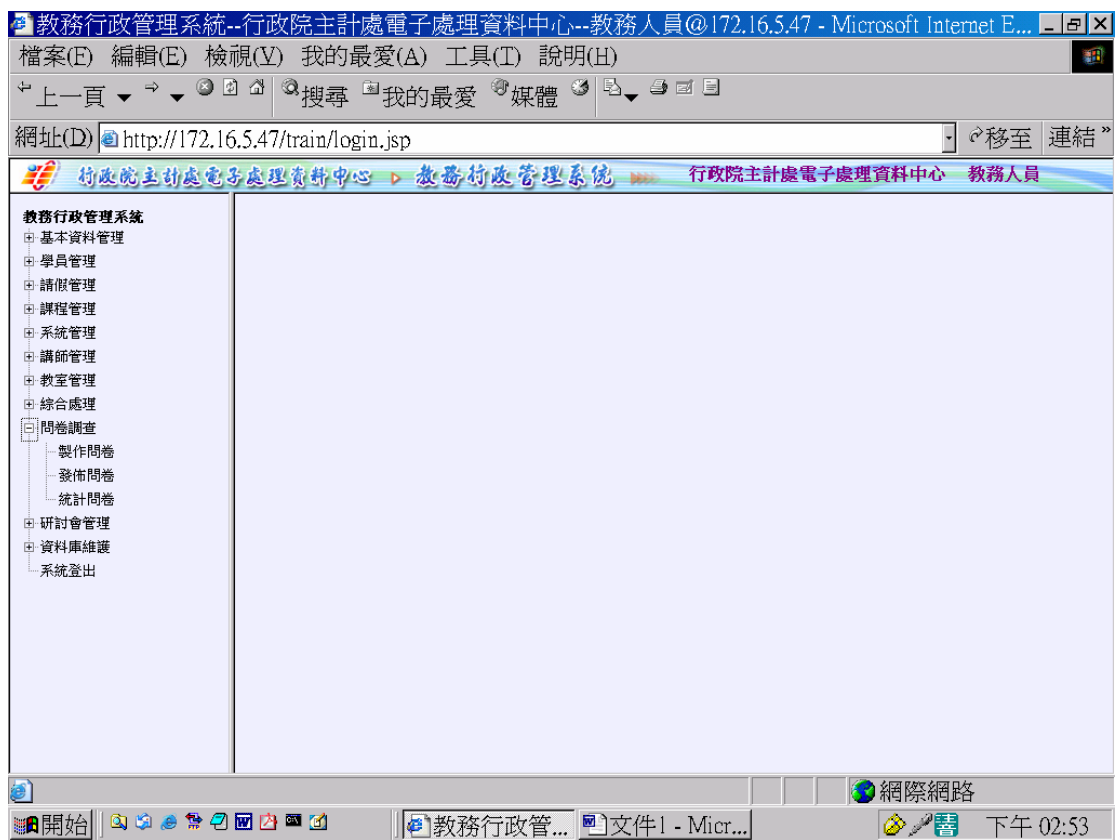 教務行政管理系統--行政院主計處電子處理資料中心--教務人員@172.16.5.47 - Microsoft Internet E...
檔案(F) 編輯(E) 檢視(V) 我的最愛(A) 工具(T) 說明(H)
上一頁 搜尋 我的最愛 媒體
網址(D) http://172.16.5.47/train/login.jsp 移至 連結 »
行政院主計處電子處理資料中心 教務行政管理系統 行政院主計處電子處理資料中心 教務人員
教務行政管理系統
基本資料管理
學員管理
請假管理
課程管理
系統管理
講師管理
教室管理
綜合處理
問卷調查
製作問卷
發佈問卷
統計問卷
研討會管理
資料庫維護
系統登出
網際網路
開始 教務行政管... 文件1 - Micr... 下午 02:53